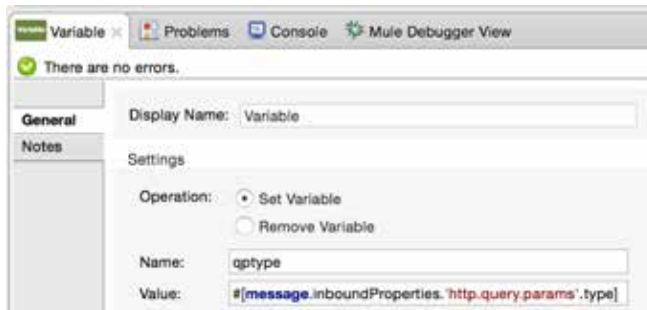 Variable Variable Problems Console Mule Debugger View
There are no errors.
General
Display Name: Variable
Notes
Settings
Operation: Set Variable
Remove Variable
Name: qptype
Value: #[message.inboundProperties.'http.query.params'.type]